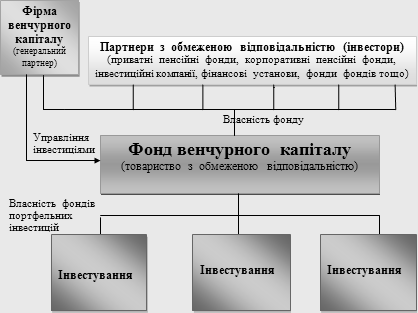 Фірма
венчурного
капіталу
(генеральний
партнер)
Партнери з обмеженою відповідальністю (інвестори)
(приватні пенсійні фонди, корпоративні пенсійні фонди,
інвестиційні компанії, фінансові установи, фонди фондів тощо)
Власність фонду
Управління
інвестиціями
Фонд венчурного капіталу
(товариство з обмеженою відповідальністю)
Власність фондів
портфельних
інвестицій
Інвестування
Інвестування
Інвестування